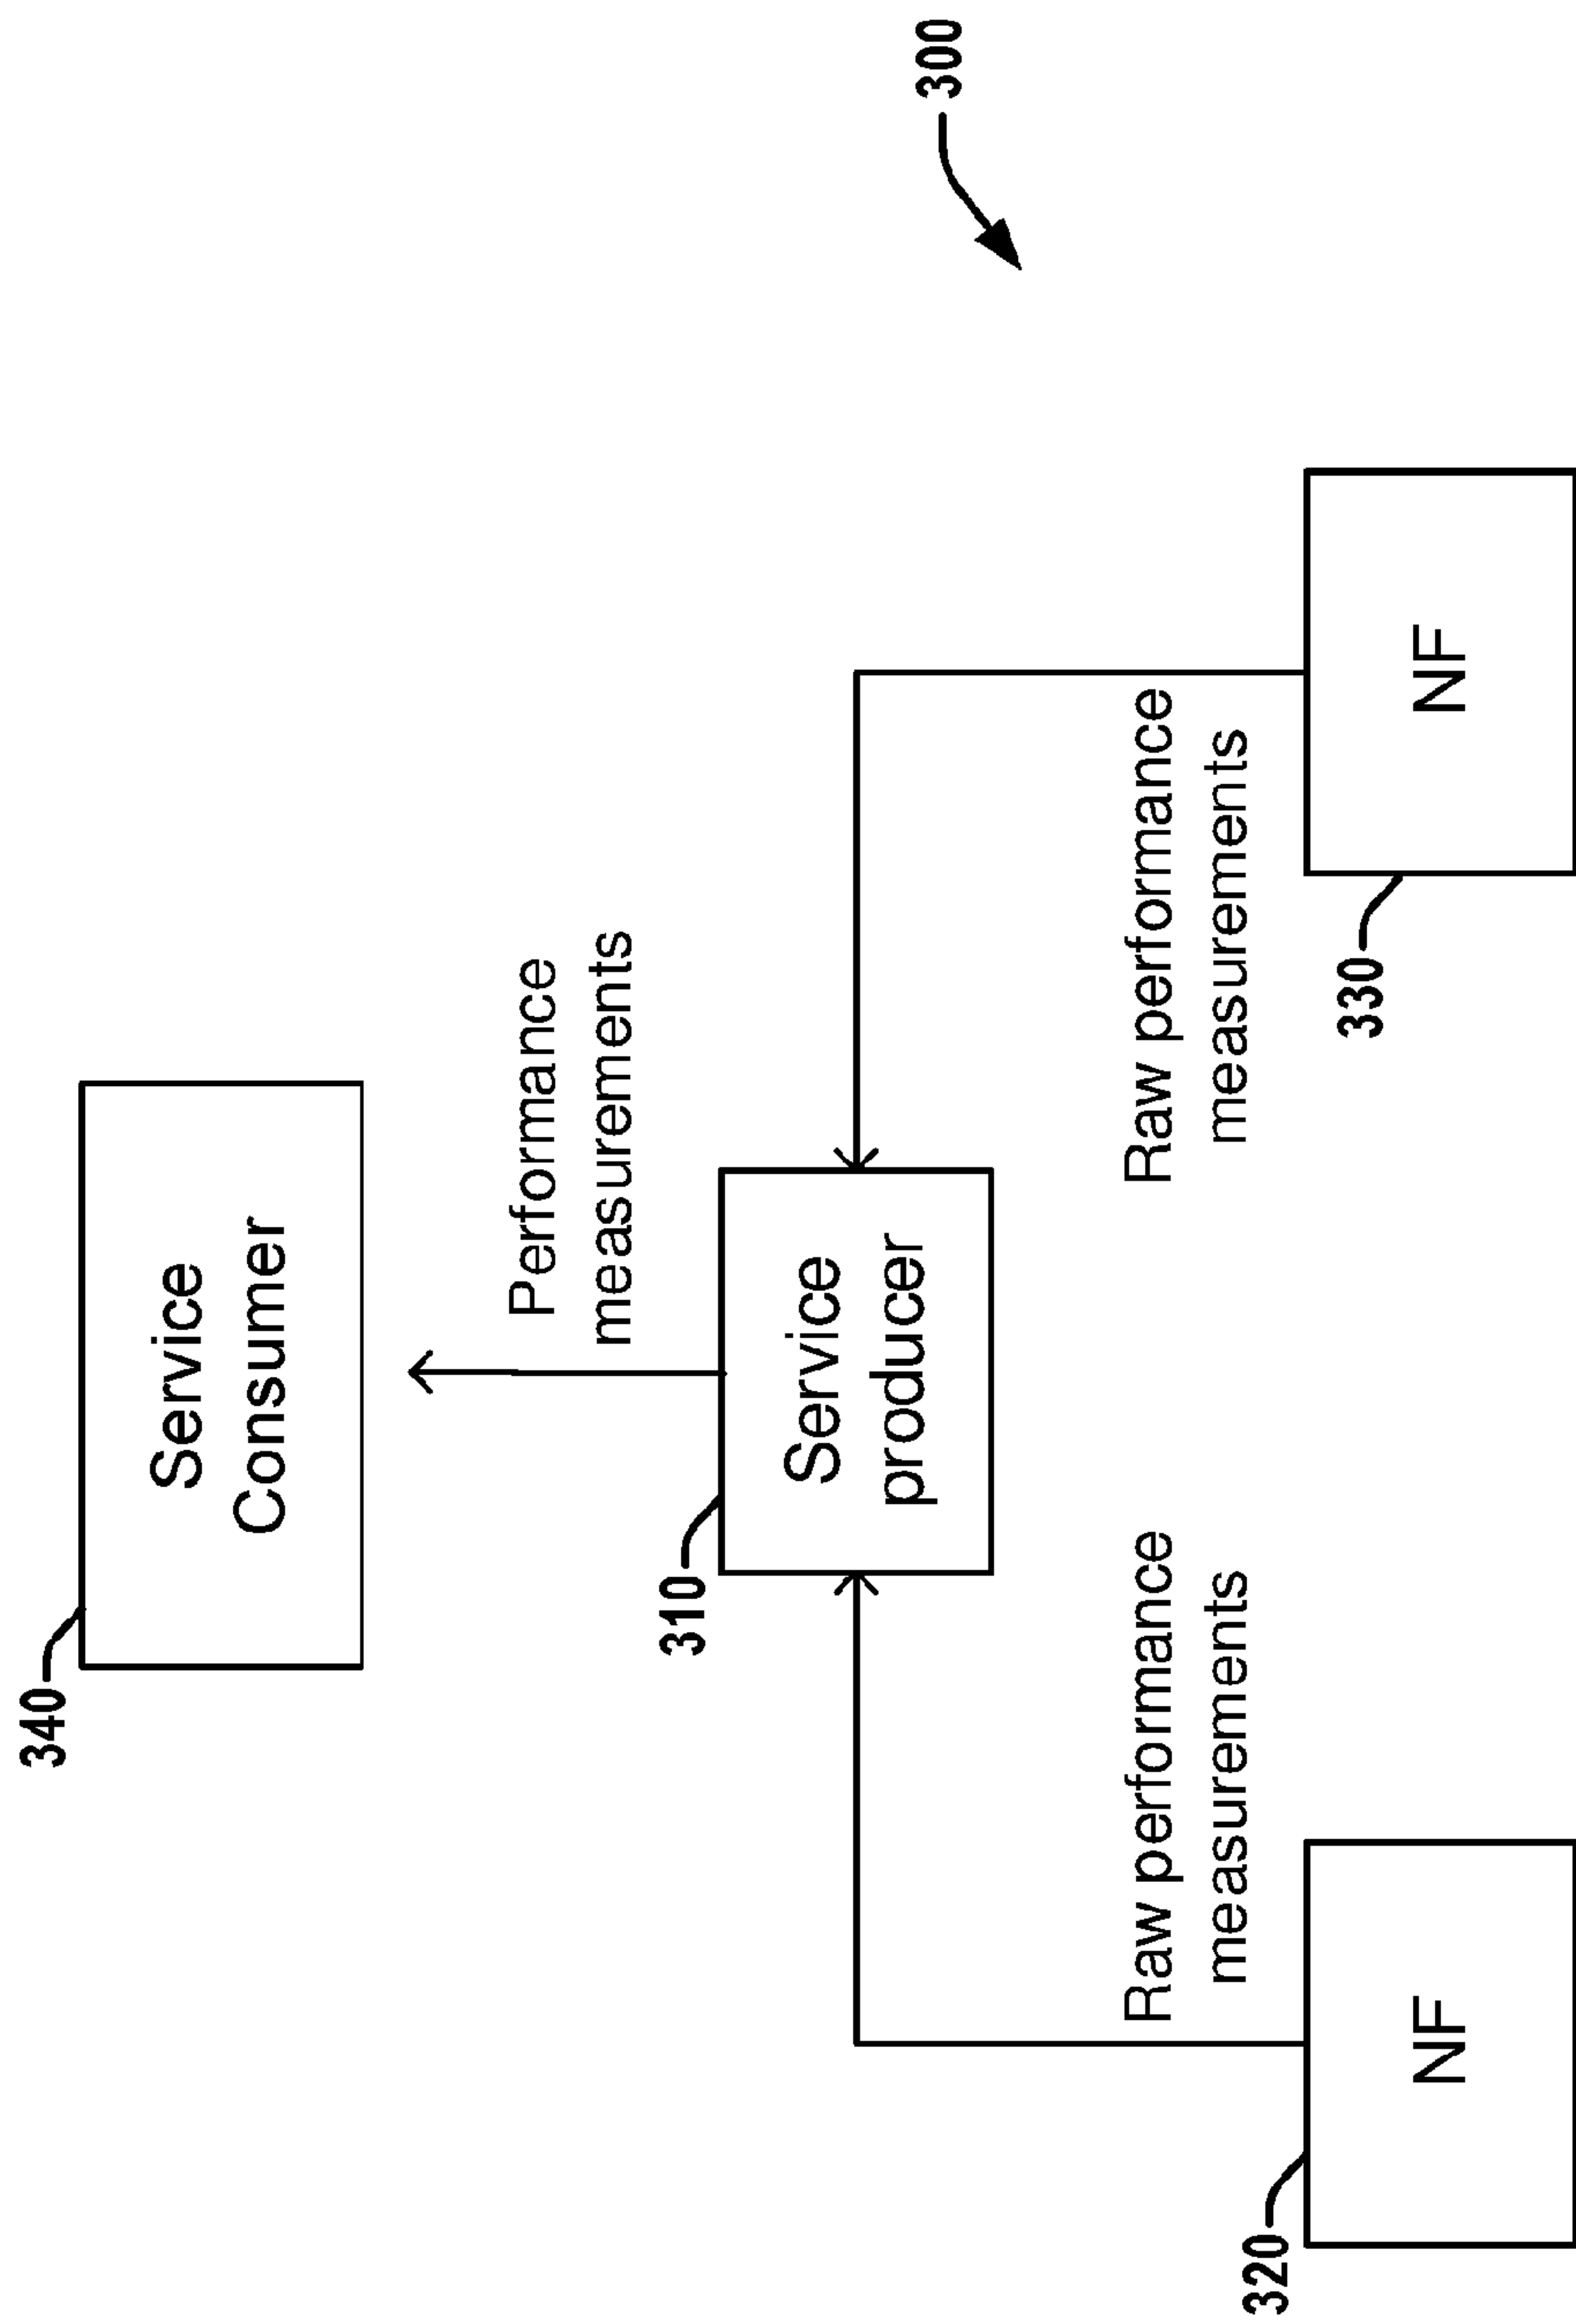 340
Service
Consumer
300
Performance
measurements
310
Service
producer
Raw performance
measurements
Raw performance
measurements
320
NF
330
NF